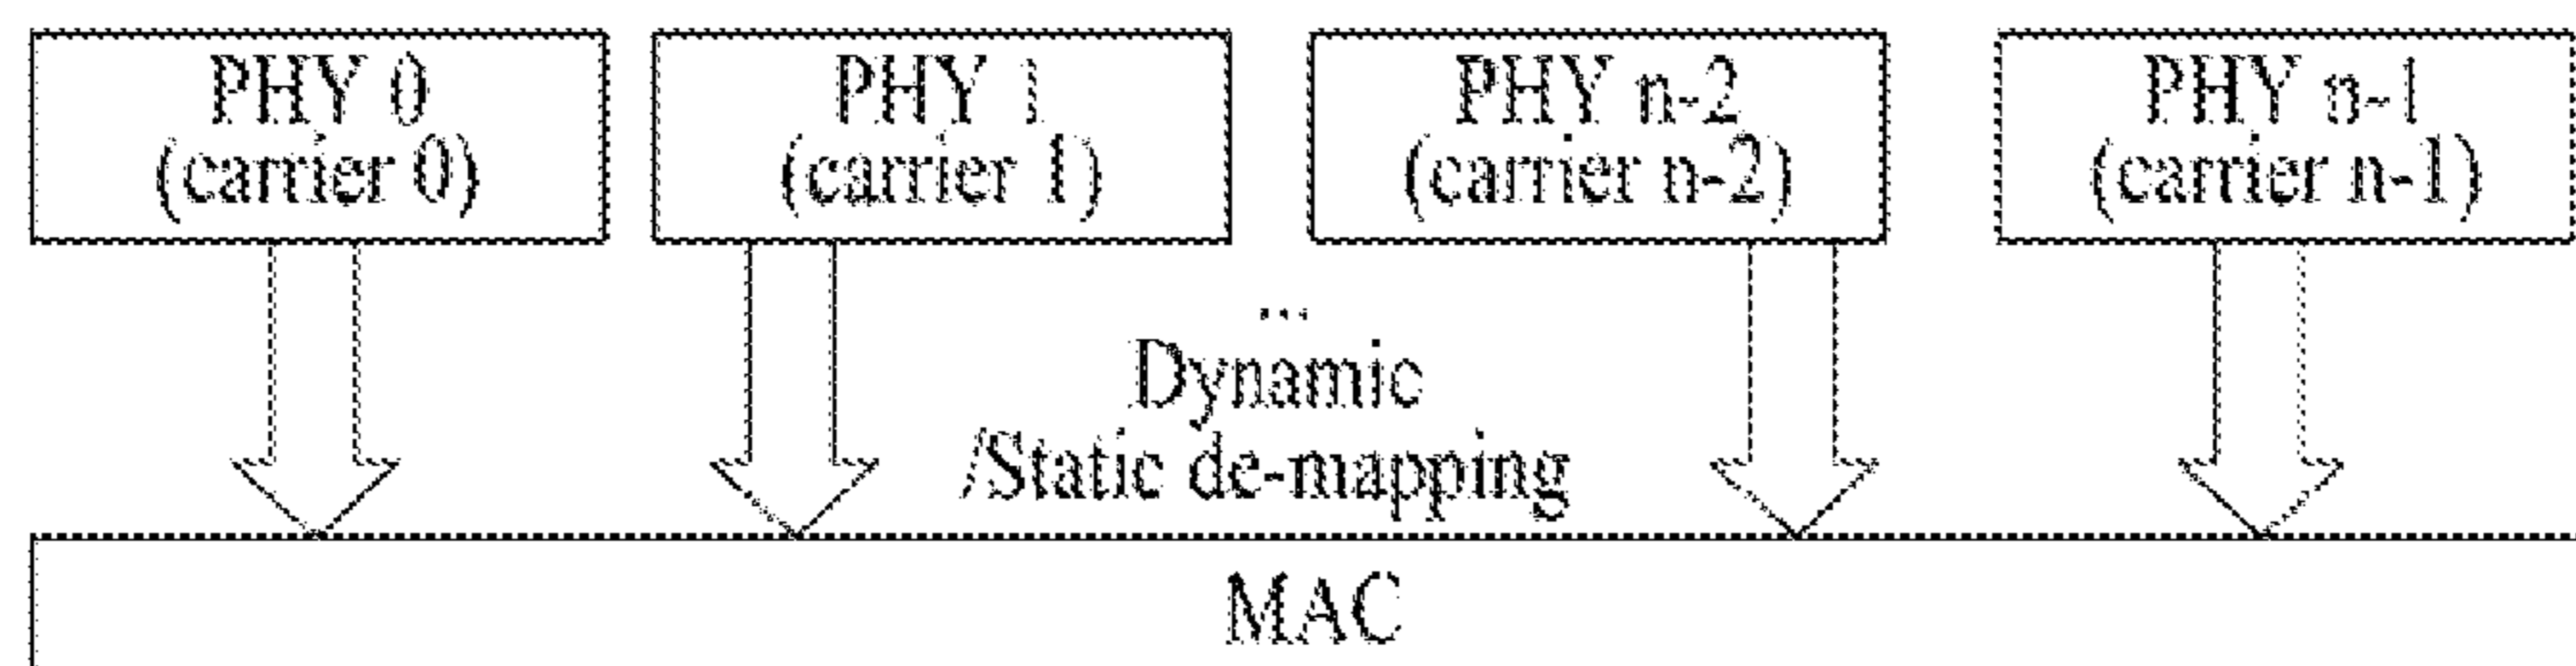 PHY 0
(carrier 0)
PHY 1
(carrier 1)
PHY n-2
(carrier n-2)
PHY n-1
(carrier n-1)
...
Dynamic
/Static de-mapping
MAC